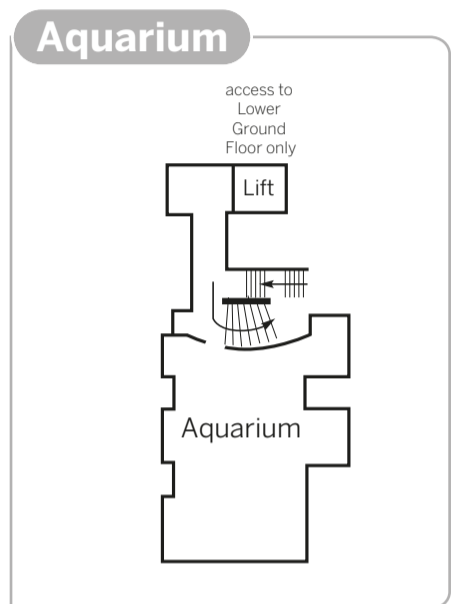 Aquarium
access to
Lower
Ground
Floor only
Lift
Aquarium